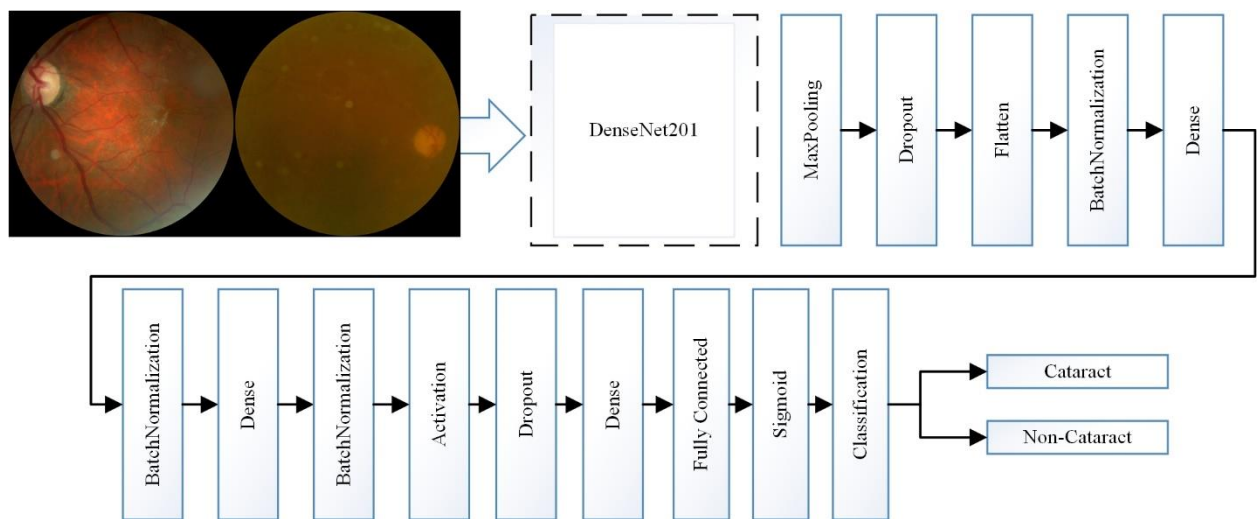 DenseNet201
MaxPooling
Dropout
Flatten
BatchNormalization
Dense
BatchNormalization
Dense
BatchNormalization
Activation
Dropout
Dense
Fully Connected
Sigmoid
Classification
Cataract
Non-Cataract